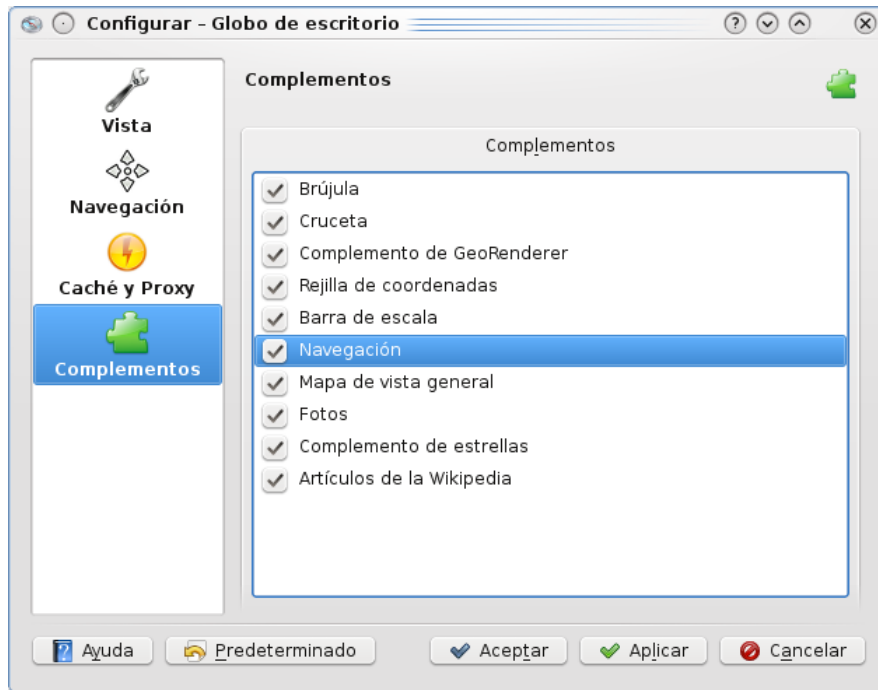 Configurar – Globo de escritorio
Vista
Navegación
Caché y Proxy
Complementos
Complementos
Complementos
Brújula
Cruceta
Complemento de GeoRenderer
Rejilla de coordenadas
Barra de escala
Navegación
Mapa de vista general
Fotos
Complemento de estrellas
Artículos de la Wikipedia
Ayuda
Predeterminado
Aceptar
Aplicar
Cancelar